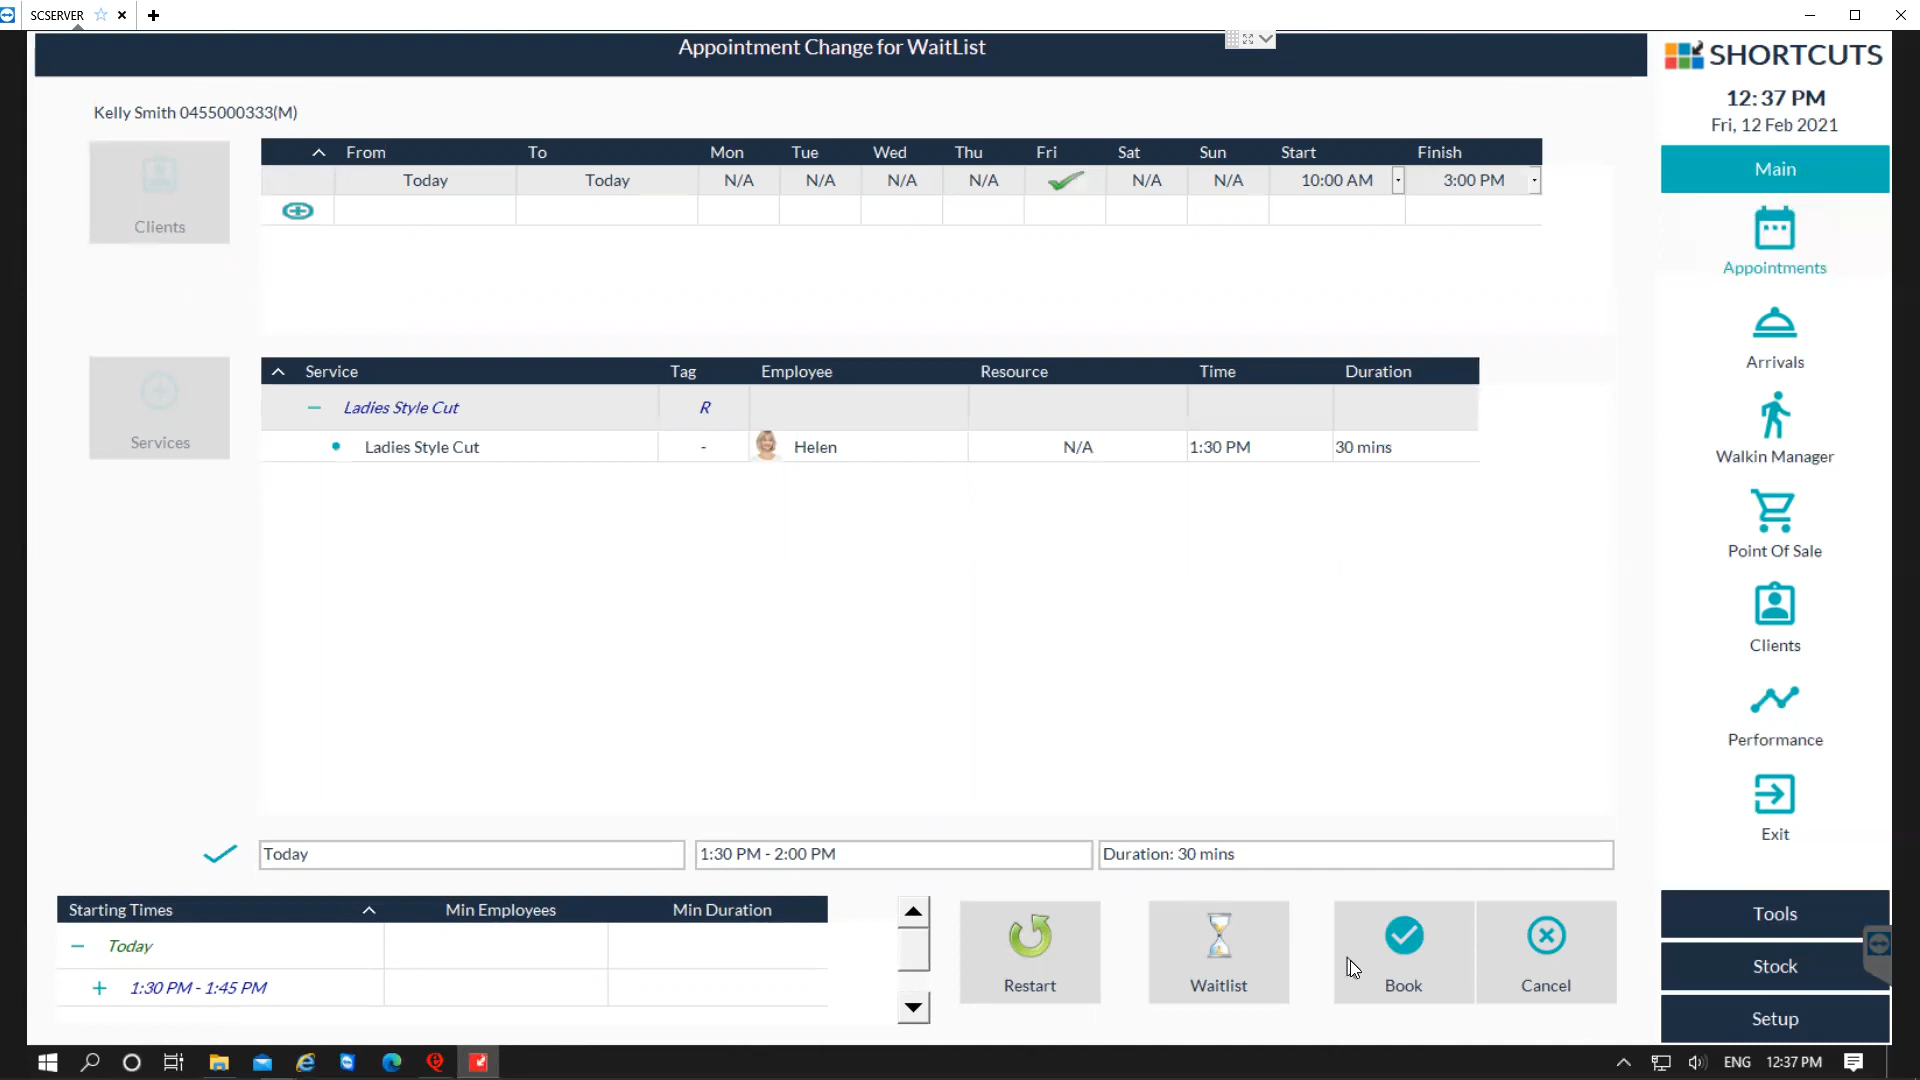 SCSERVER
Appointment Change for WaitList
SHORTCUTS
12:37 PM
Fri, 12 Feb 2021
Kelly Smith 0455000333(M)
Clients
From To Mon Tue Wed Thu Fri Sat Sun Start Finish
Today Today N/A N/A N/A N/A N/A N/A 10:00 AM 3:00 PM
Services
Service Tag Employee Resource Time Duration
Ladies Style Cut R
Ladies Style Cut - Helen N/A 1:30 PM 30 mins
Today 1:30 PM - 2:00 PM Duration: 30 mins
Starting Times Min Employees Min Duration
Today
1:30 PM - 1:45 PM
Restart Waitlist Book Cancel
Main
Appointments
Arrivals
Walkin Manager
Point Of Sale
Clients
Performance
Exit
Tools
Stock
Setup
ENG 12:37 PM